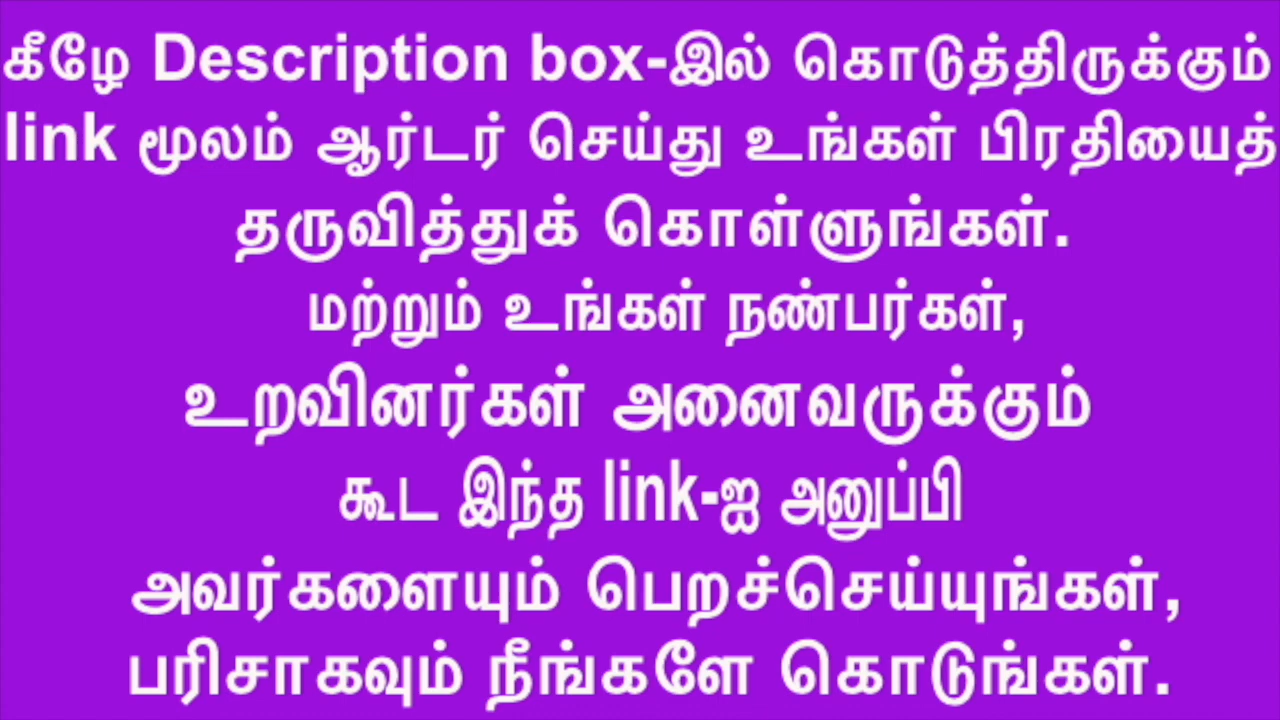 கீழே Description box-இல் கொடுத்திருக்கும்
link மூலம் ஆர்டர் செய்து உங்கள் பிரதியைத்
தருவித்துக் கொள்ளுங்கள்.
மற்றும் உங்கள் நண்பர்கள்,
உறவினர்கள் அனைவருக்கும்
கூட இந்த link-ஐ அனுப்பி
அவர்களையும் பெறச்செய்யுங்கள்,
பரிசாகவும் நீங்களே கொடுங்கள்.